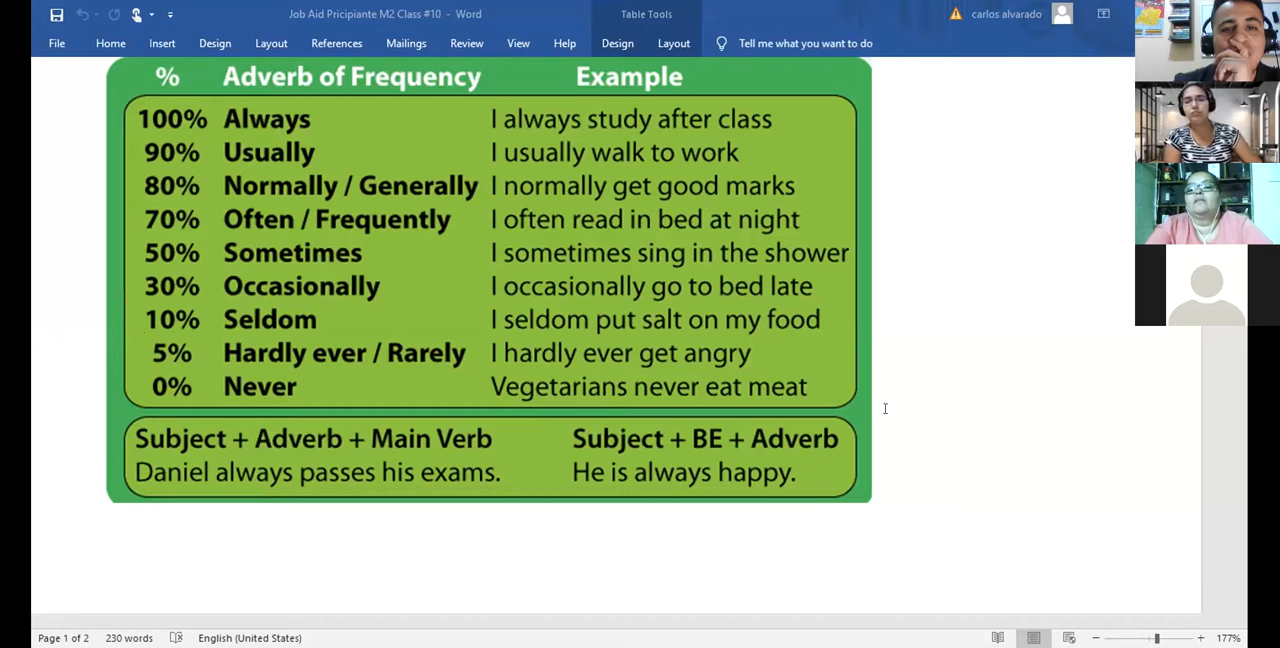 Job Aid Pricipiante M2 Class #10 - Word
Table Tools
carlos alvarado
File Home Insert Design Layout References Mailings Review View Help Design Layout Tell me what you want to do
% Adverb of Frequency Example
100% Always I always study after class
90% Usually I usually walk to work
80% Normally / Generally I normally get good marks
70% Often / Frequently I often read in bed at night
50% Sometimes I sometimes sing in the shower
30% Occasionally I occasionally go to bed late
10% Seldom I seldom put salt on my food
5% Hardly ever / Rarely I hardly ever get angry
0% Never Vegetarians never eat meat
Subject + Adverb + Main Verb Subject + BE + Adverb
Daniel always passes his exams. He is always happy.
Page 1 of 2 230 words English (United States) 177%